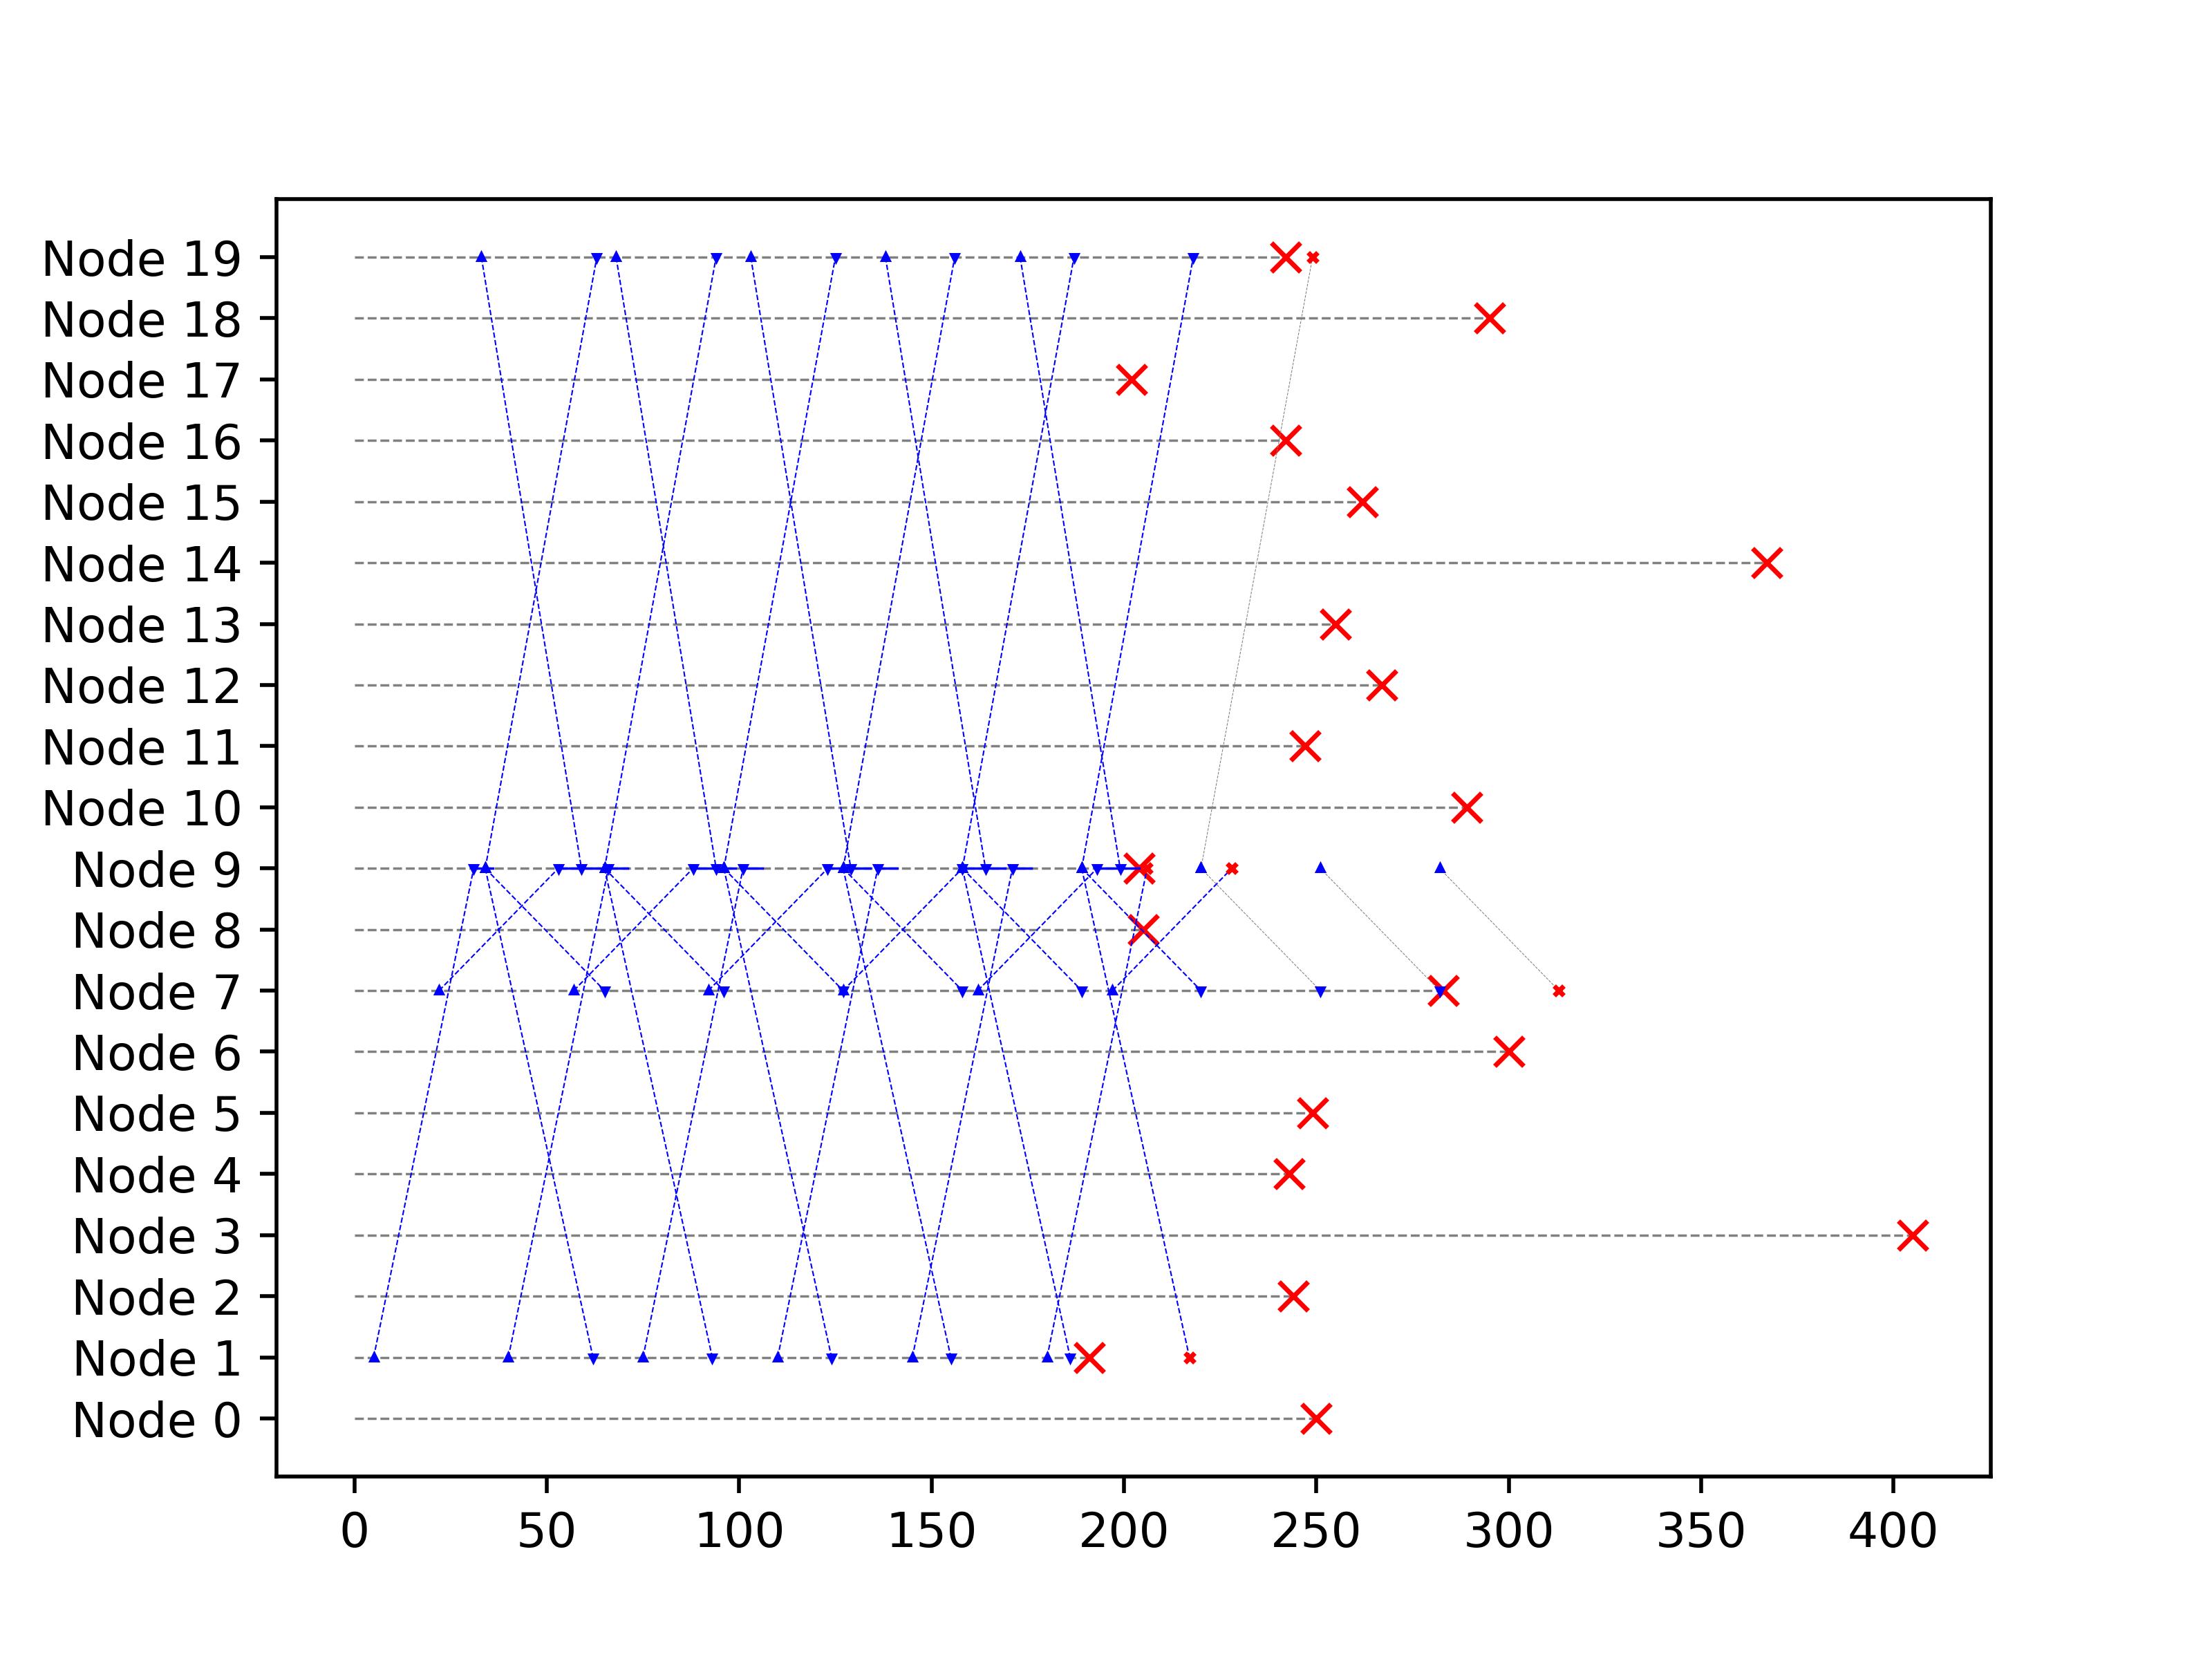 Node 19
Node 18
Node 17
Node 16
Node 15
Node 14
Node 13
Node 12
Node 11
Node 10
Node 9
Node 8
Node 7
Node 6
Node 5
Node 4
Node 3
Node 2
Node 1
Node 0
0 50 100 150 200 250 300 350 400